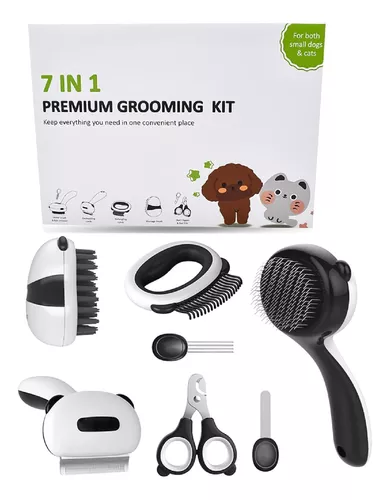 For both
small dogs
& cats
7 IN 1
PREMIUM GROOMING KIT
Keep everything you need in one convenient place